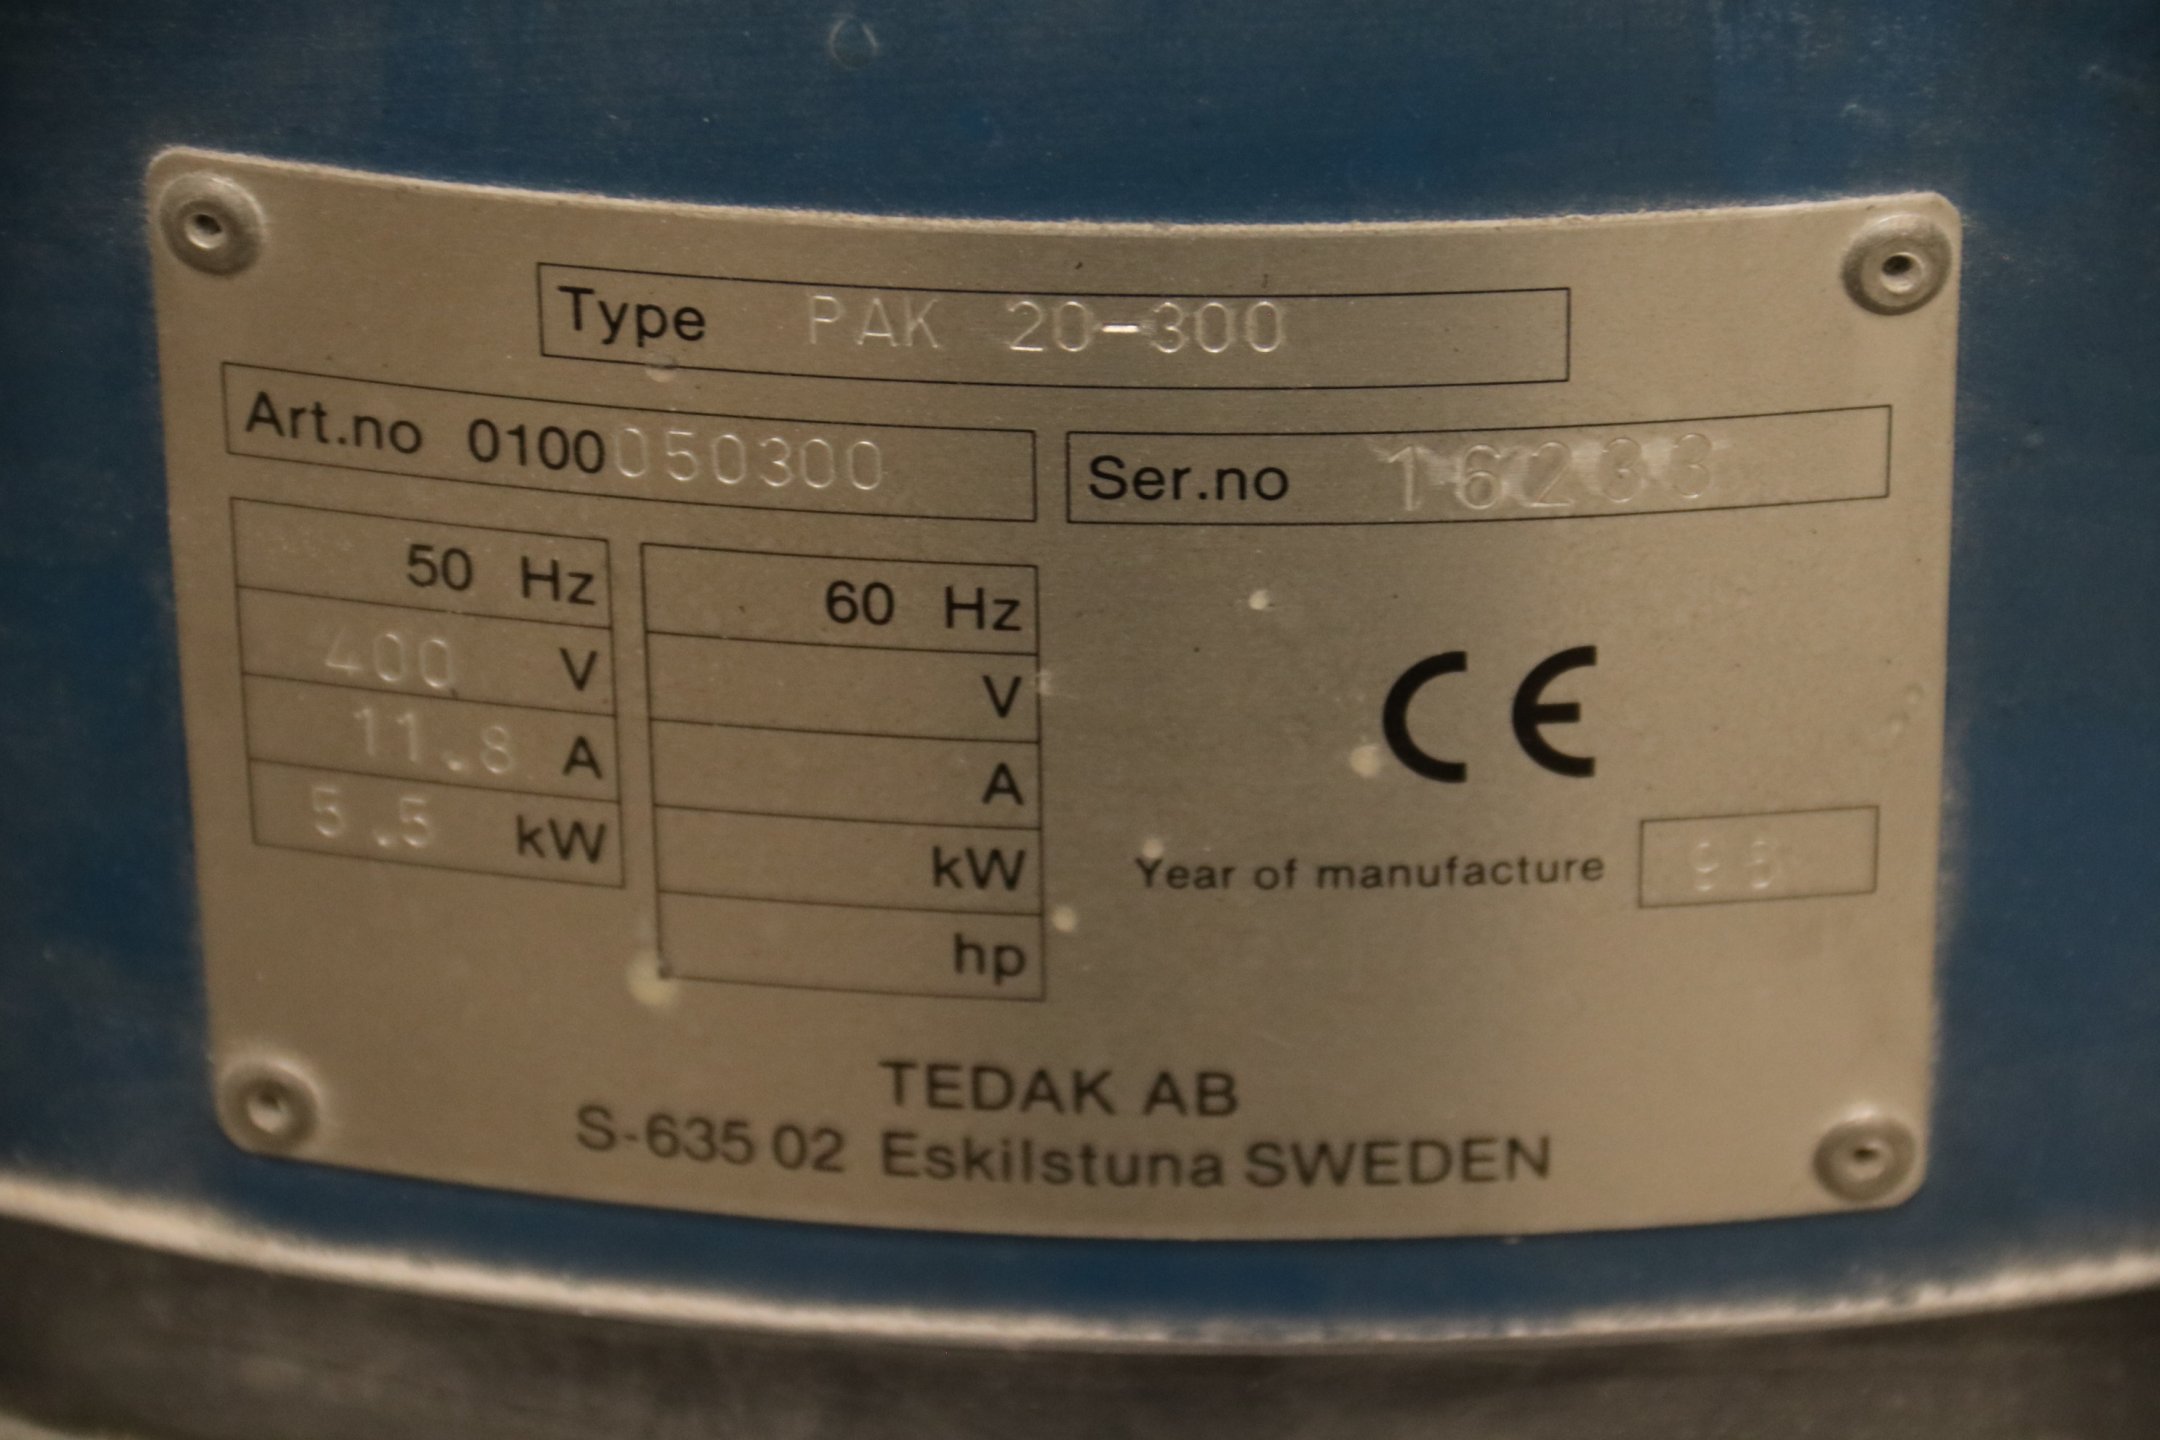 Type PAK 20-300
Art.no 0100050300
Ser.no 16233
50 Hz
400 V
11.8 A
5.5 kW
60 Hz
V
A
kW
hp
CE
Year of manufacture
TEDAK AB
S-635 02 Eskilstuna SWEDEN